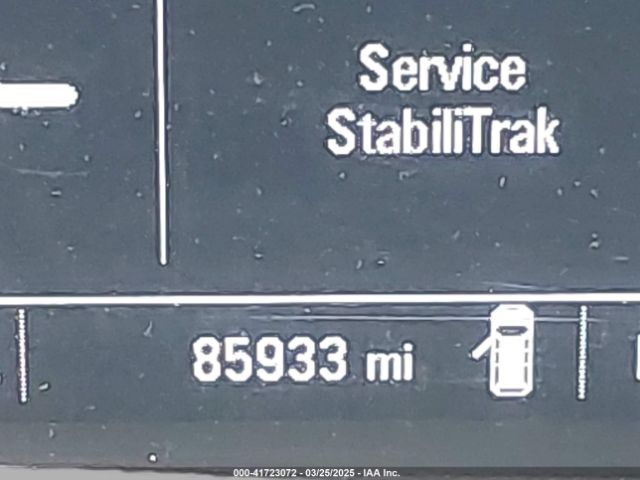 Service
StabiliTrak
85933 mi
000-41723072 - 03/25/2025 - IAA Inc.